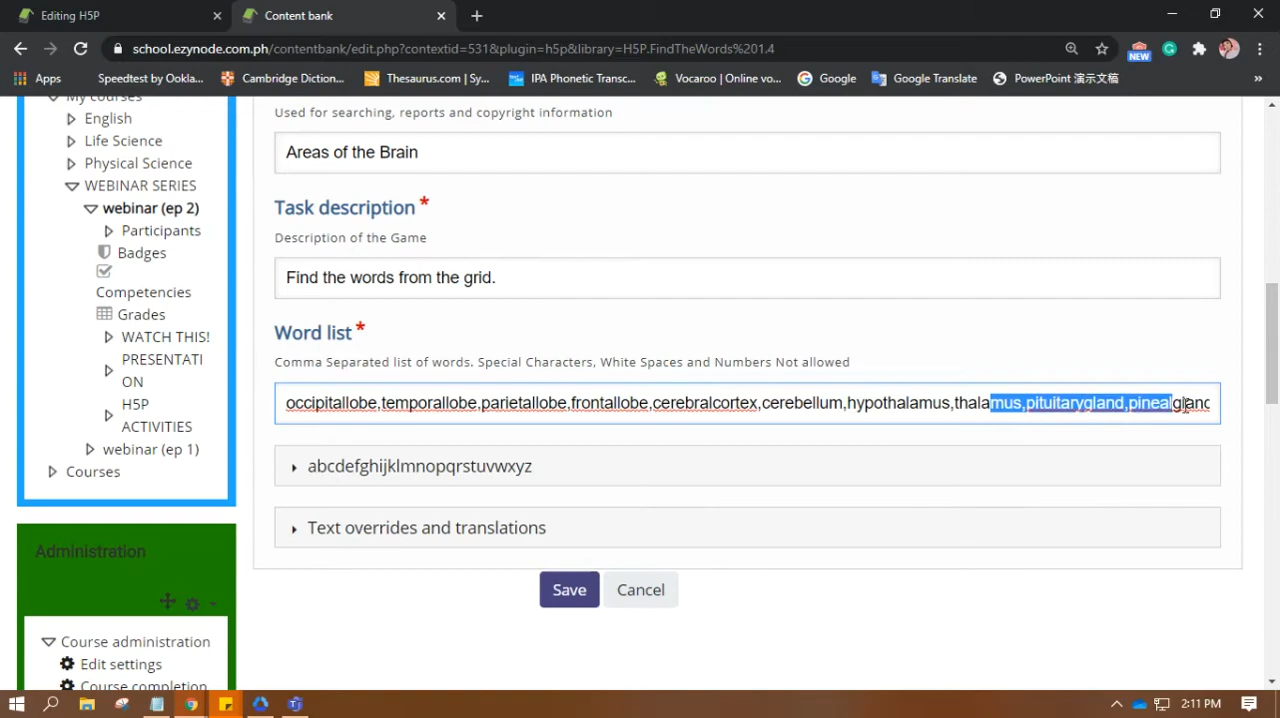 Editing H5P
Content bank
school.ezynode.com.ph/contentbank/edit.php?contextid=531&plugin=h5p&library=H5P.FindTheWords%201.4
NEW
Apps
Speedtest by Ookla...
Cambridge Diction...
Thesaurus.com | Sy...
IPA Phonetic Transc...
Vocaroo | Online vo...
Google
Google Translate
PowerPoint 演示文稿
»
My courses
English
Life Science
Physical Science
WEBINAR SERIES
webinar (ep 2)
Participants
Badges
Competencies
Grades
WATCH THIS!
PRESENTATI
ON
H5P
ACTIVITIES
webinar (ep 1)
Courses
Administration
Course administration
Edit settings
Course completion
Used for searching, reports and copyright information
Areas of the Brain
Task description *
Description of the Game
Find the words from the grid.
Word list *
Comma Separated list of words. Special Characters, White Spaces and Numbers Not allowed
occipitallobe,temporallobe,parietallobe,frontallobe,cerebralcortex,cerebellum,hypothalamus,thalamus,pituitarygland,pinealgland
abcdefghijklmnopqrstuvwxyz
Text overrides and translations
Save
Cancel
2:11 PM